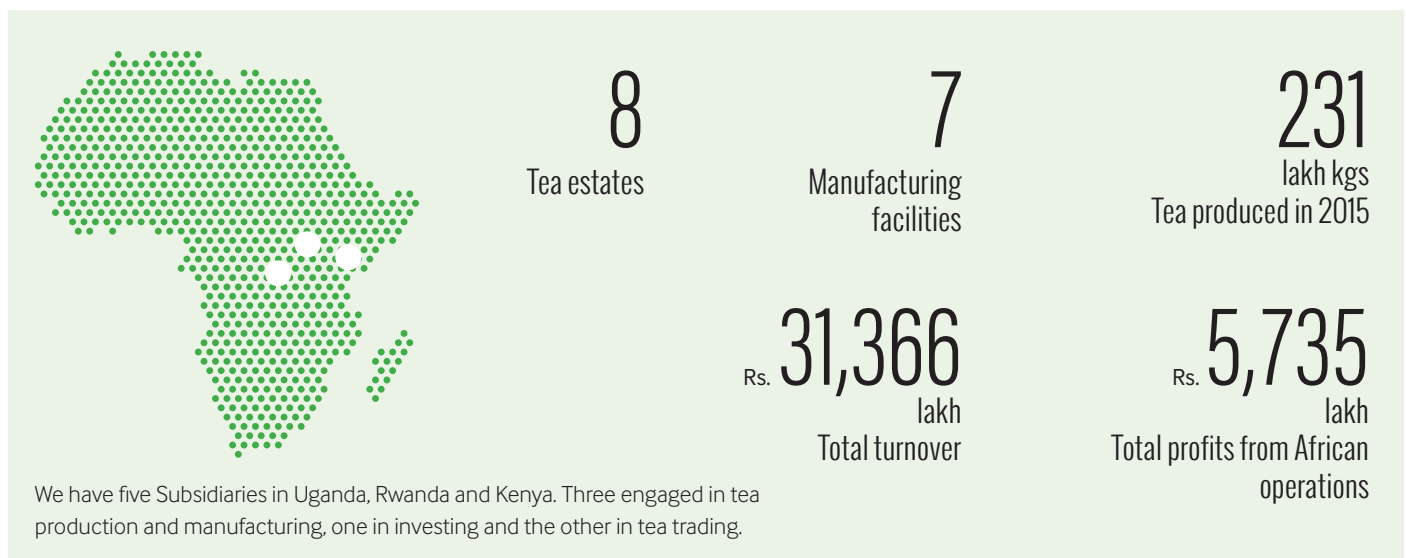 8
Tea estates
7
Manufacturing
facilities
231
lakh kgs
Tea produced in 2015
Rs. 31,366
lakh
Total turnover
Rs. 5,735
lakh
Total profits from African
operations
We have five Subsidiaries in Uganda, Rwanda and Kenya. Three engaged in tea
production and manufacturing, one in investing and the other in tea trading.